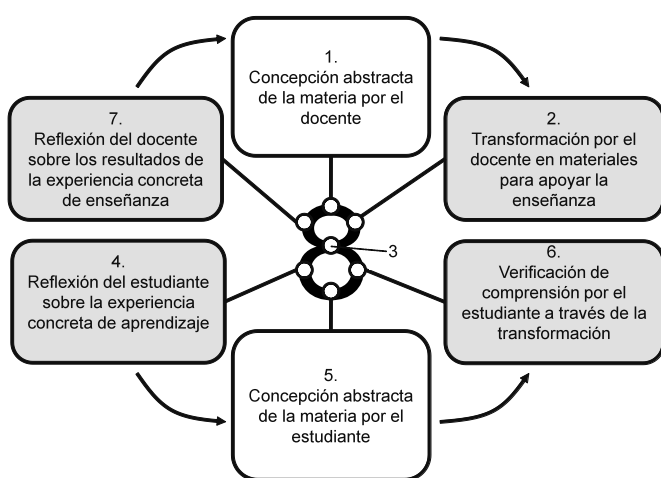 1.
Concepción abstracta
de la materia por el
docente
7.
Reflexión del docente
sobre los resultados de
la experiencia concreta
de enseñanza
2.
Transformación por el
docente en materiales
para apoyar la
enseñanza
3
4.
Reflexión del estudiante
sobre la experiencia
concreta de aprendizaje
6.
Verificación de
comprensión por el
estudiante a través de la
transformación
5.
Concepción abstracta
de la materia por el
estudiante